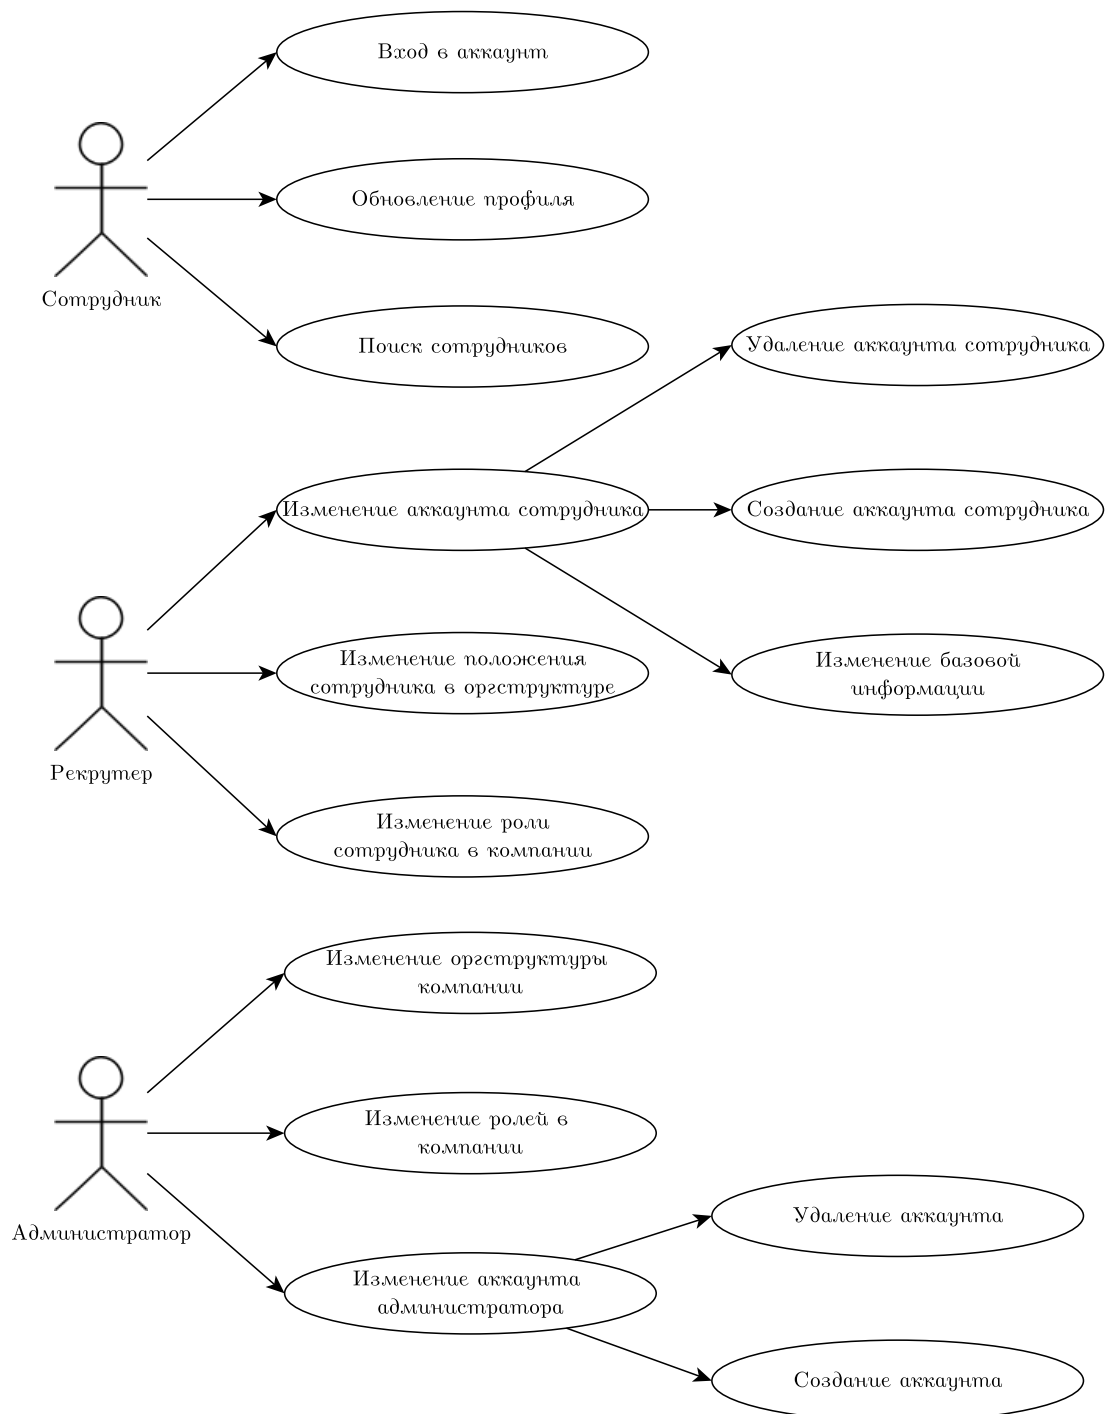 Вход в аккаунт
Обновление профиля
Сотрудник
Поиск сотрудников
Удаление аккаунта сотрудника
Изменение аккаунта сотрудника
Создание аккаунта сотрудника
Изменение положения
сотрудника в оргструктуре
Изменение базовой
информации
Рекрутер
Изменение роли
сотрудника в компании
Изменение оргструктуры
компании
Изменение ролей в
компании
Администратор
Удаление аккаунта
Изменение аккаунта
администратора
Создание аккаунта